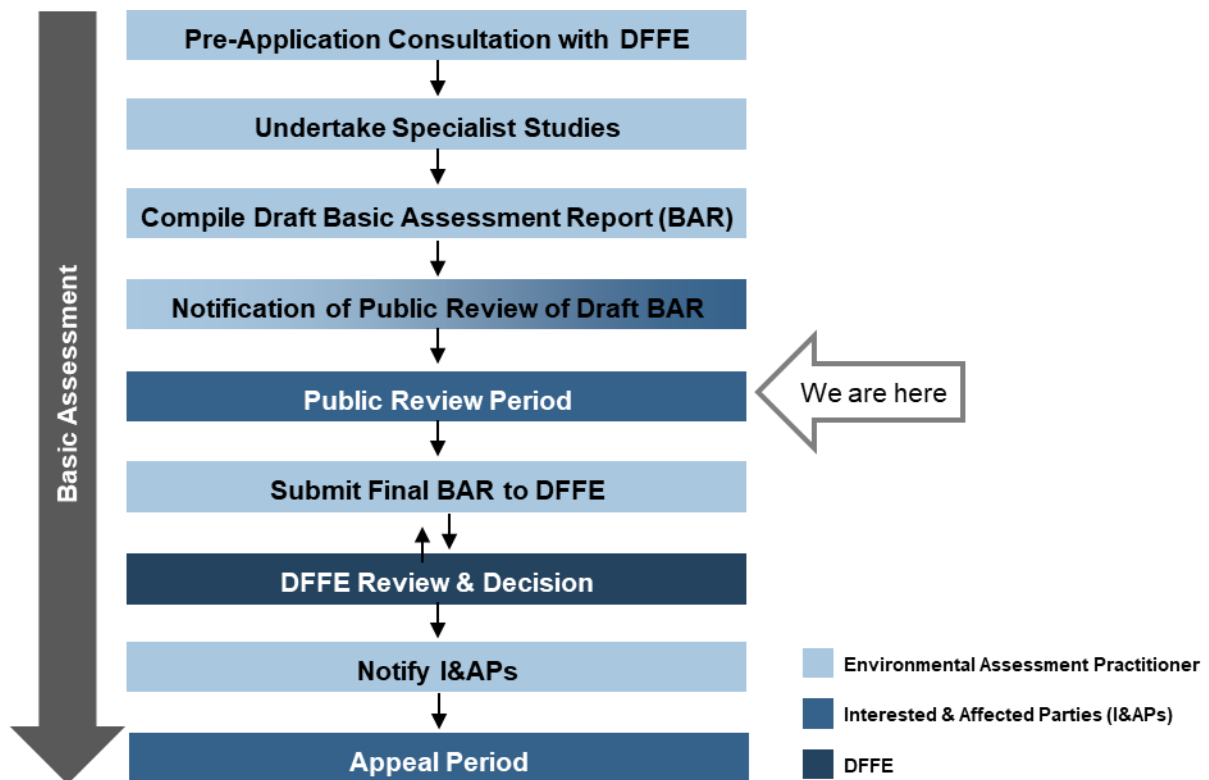 Pre-Application Consultation with DFFE
Undertake Specialist Studies
Compile Draft Basic Assessment Report (BAR)
Notification of Public Review of Draft BAR
Public Review Period
We are here
Submit Final BAR to DFFE
DFFE Review & Decision
Notify I&APs
Appeal Period
Basic Assessment
Environmental Assessment Practitioner
Interested & Affected Parties (I&APs)
DFFE